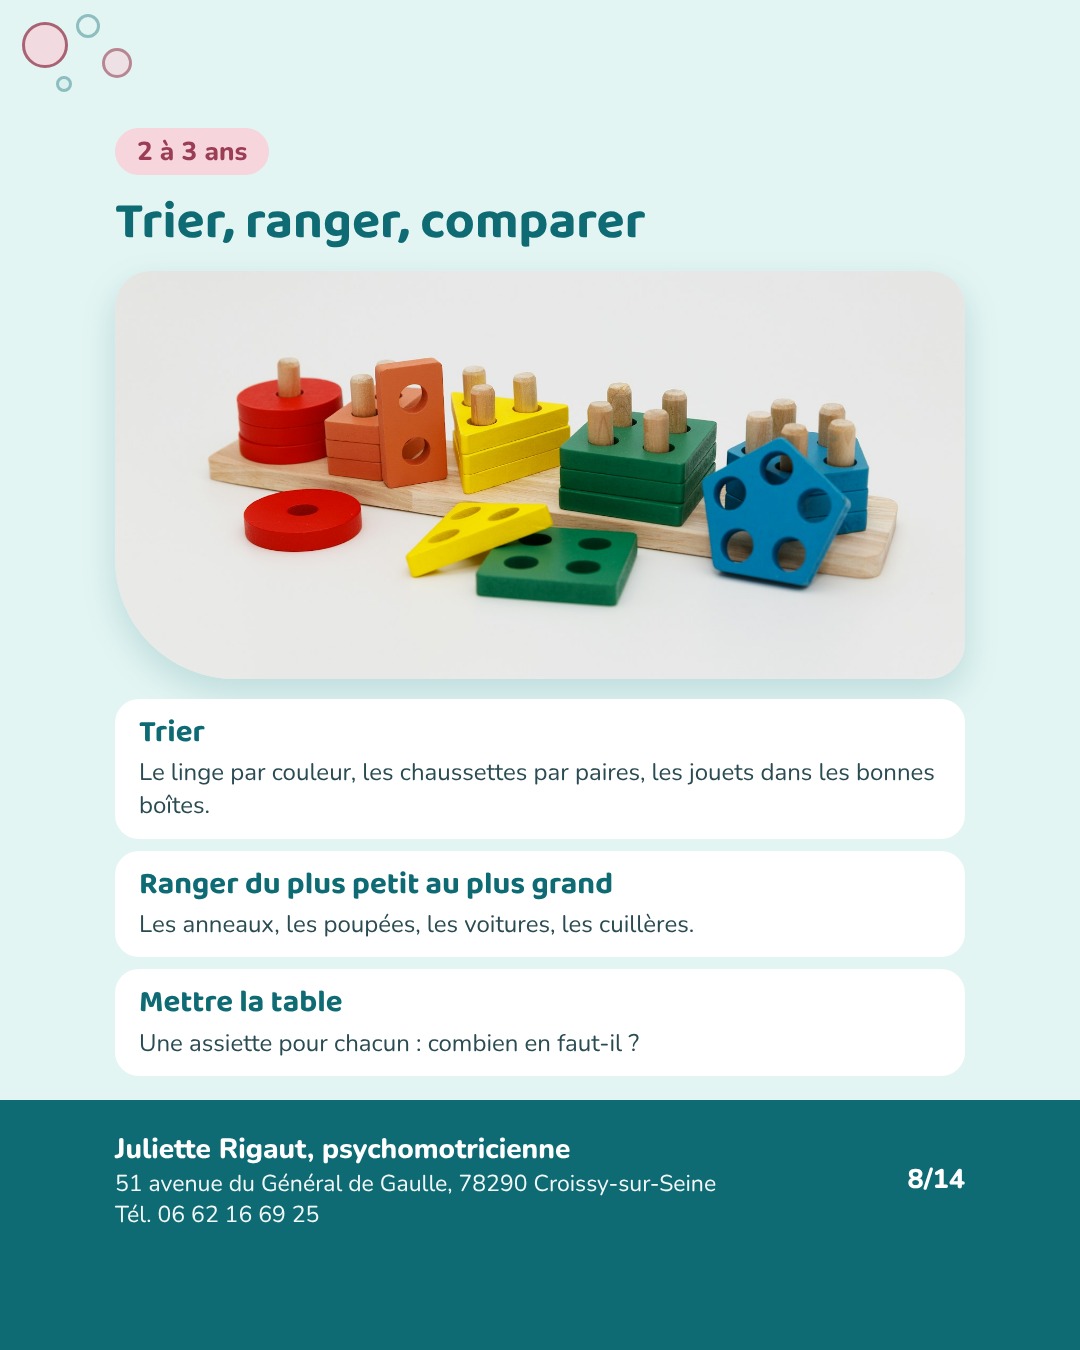 2 à 3 ans
Trier, ranger, comparer
Trier
Le linge par couleur, les chaussettes par paires, les jouets dans les bonnes
boîtes.
Ranger du plus petit au plus grand
Les anneaux, les poupées, les voitures, les cuillères.
Mettre la table
Une assiette pour chacun : combien en faut-il ?
Juliette Rigaut, psychomotricienne
51 avenue du Général de Gaulle, 78290 Croissy-sur-Seine
Tél. 06 62 16 69 25
8/14